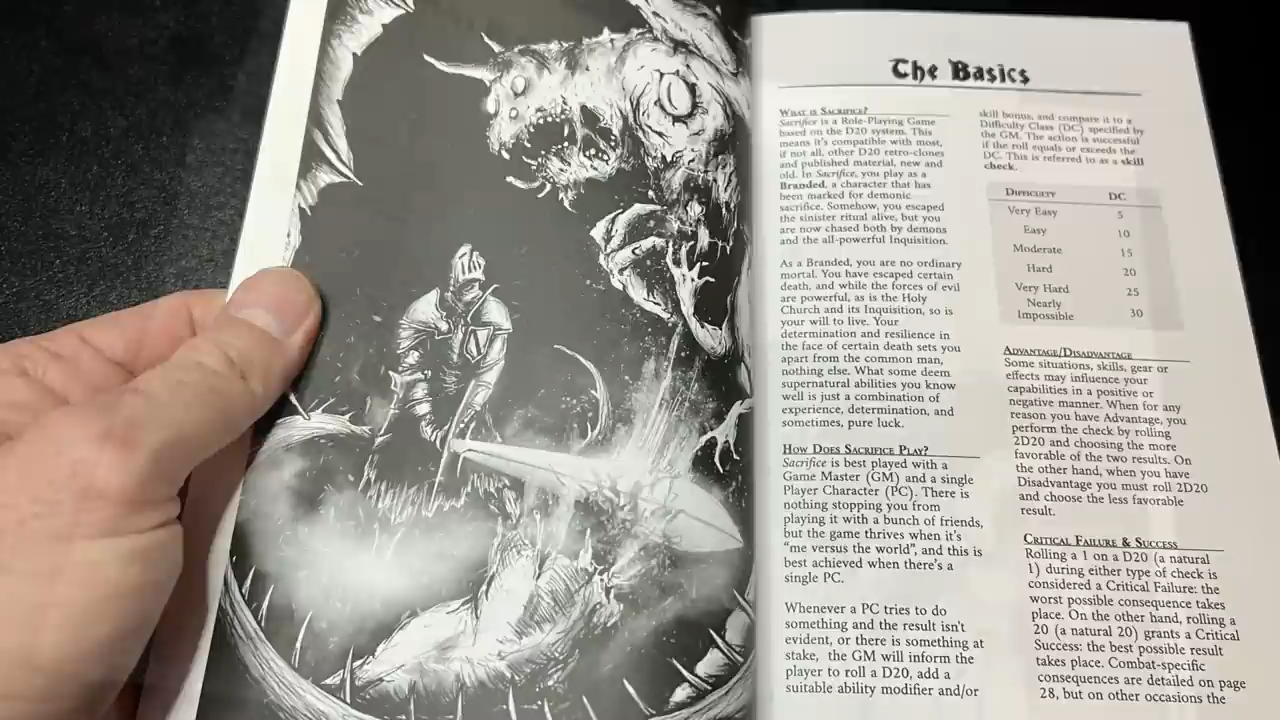 The Basics
What is Sacrifice?
Sacrifice is a Role-Playing Game
based on the D20 system. This
means it's compatible with most,
if not all, other D20 retro-clones
and published material, new and
old. In Sacrifice, you play as a
Branded, a character that has
been marked for demonic
sacrifice. Somehow, you escaped
the sinister ritual alive, but you
are now chased both by demons
and the all-powerful Inquisition.
As a Branded, you are no ordinary
mortal. You have escaped certain
death, and while the forces of evil
are powerful, as is the Holy
Church and its Inquisition, so is
your will to live. Your
determination and resilience in
the face of certain death sets you
apart from the common man,
nothing else. What some deem
supernatural abilities you know
well is just a combination of
experience, determination, and
sometimes, pure luck.
How Does Sacrifice Play?
Sacrifice is best played with a
Game Master (GM) and a single
Player Character (PC). There is
nothing stopping you from
playing it with a bunch of friends,
but the game thrives when it's
"me versus the world", and this is
best achieved when there's a
single PC.
Whenever a PC tries to do
something and the result isn't
evident, or there is something at
stake, the GM will inform the
player to roll a D20, add a
suitable ability modifier and/or
skill bonus, and compare it to a
Difficulty Class (DC) specified by
the GM. The action is successful
if the roll equals or exceeds the
DC. This is referred to as a skill
check.
Difficulty DC
Very Easy 5
Easy 10
Moderate 15
Hard 20
Very Hard 25
Nearly
Impossible 30
Advantage/Disadvantage
Some situations, skills, gear or
effects may influence your
capabilities in a positive or
negative manner. When for any
reason you have Advantage, you
perform the check by rolling
2D20 and choosing the more
favorable of the two results. On
the other hand, when you have
Disadvantage you must roll 2D20
and choose the less favorable
result.
Critical Failure & Success
Rolling a 1 on a D20 (a natural
1) during either type of check is
considered a Critical Failure: the
worst possible consequence takes
place. On the other hand, rolling a
20 (a natural 20) grants a Critical
Success: the best possible result
takes place. Combat-specific
consequences are detailed on page
28, but on other occasions the